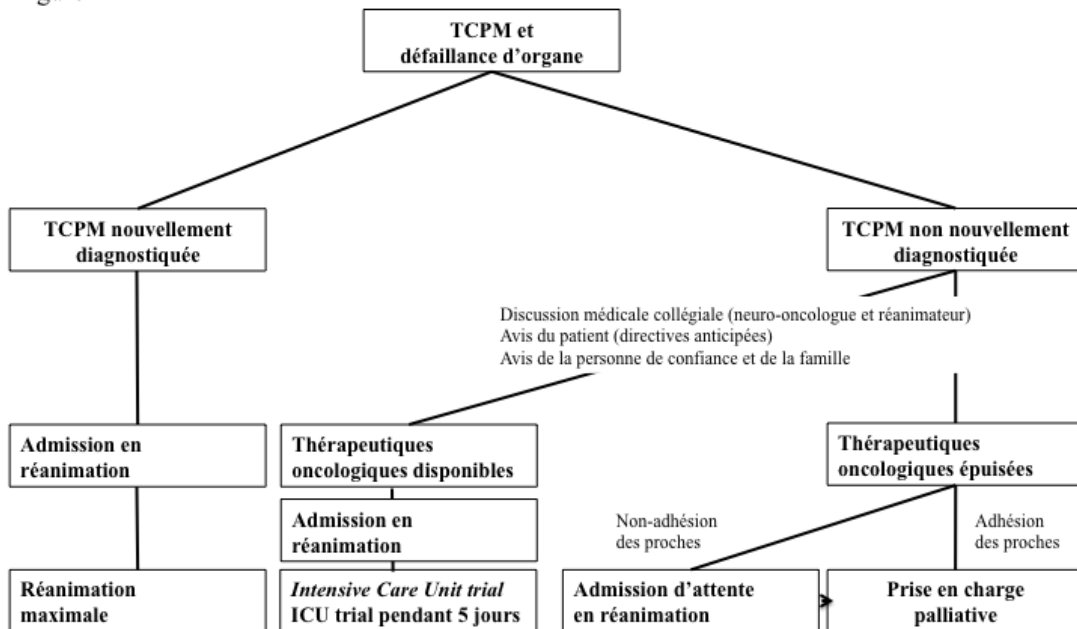 TCPM et
défaillance d'organe
TCPM nouvellement
diagnostiquée
TCPM non nouvellement
diagnostiquée
Discussion médicale collégiale (neuro-oncologue et réanimateur)
Avis du patient (directives anticipées)
Avis de la personne de confiance et de la famille
Admission en
réanimation
Thérapeutiques
oncologiques disponibles
Thérapeutiques
oncologiques épuisées
Admission en
réanimation
Non-adhésion
des proches
Adhésion
des proches
Réanimation
maximale
Intensive Care Unit trial
ICU trial pendant 5 jours
Admission d'attente
en réanimation
Prise en charge
palliative